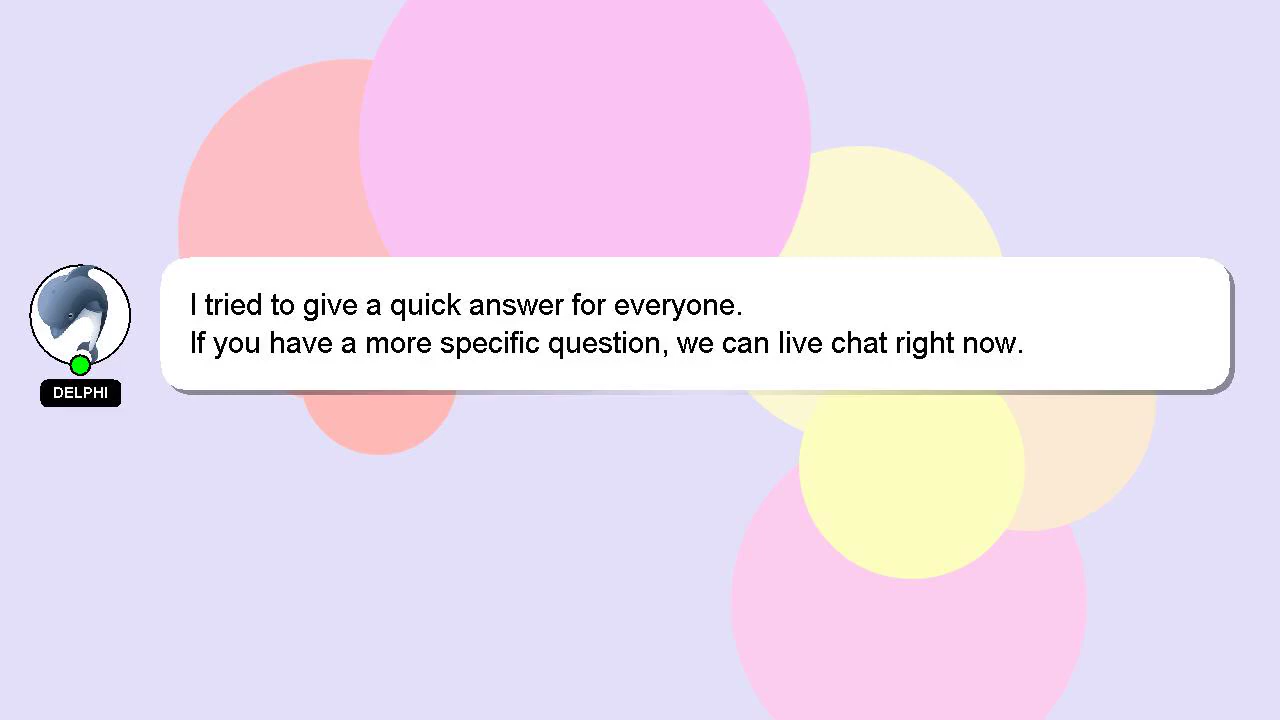 I tried to give a quick answer for everyone.
If you have a more specific question, we can live chat right now.
DELPHI